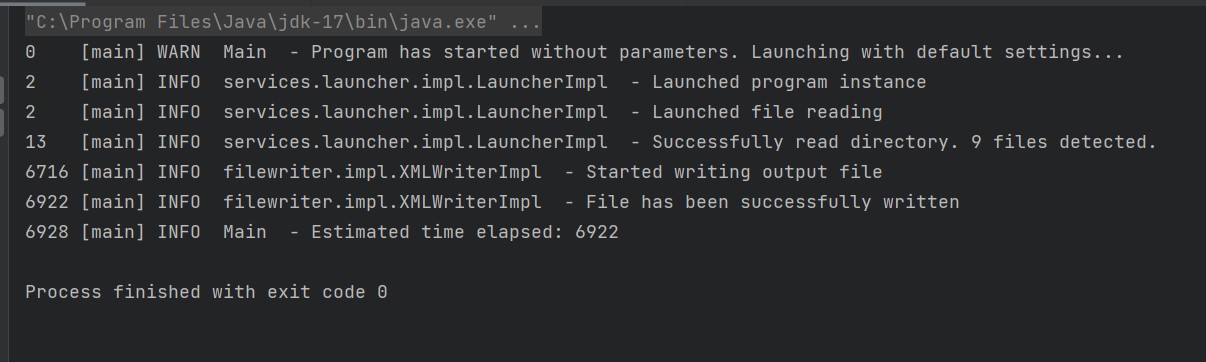 "C:\Program Files\Java\jdk-17\bin\java.exe" ...
0    [main] WARN  Main  - Program has started without parameters. Launching with default settings...
2    [main] INFO  services.launcher.impl.LauncherImpl  - Launched program instance
2    [main] INFO  services.launcher.impl.LauncherImpl  - Launched file reading
13   [main] INFO  services.launcher.impl.LauncherImpl  - Successfully read directory. 9 files detected.
6716 [main] INFO  filewriter.impl.XMLWriterImpl  - Started writing output file
6922 [main] INFO  filewriter.impl.XMLWriterImpl  - File has been successfully written
6928 [main] INFO  Main  - Estimated time elapsed: 6922
Process finished with exit code 0